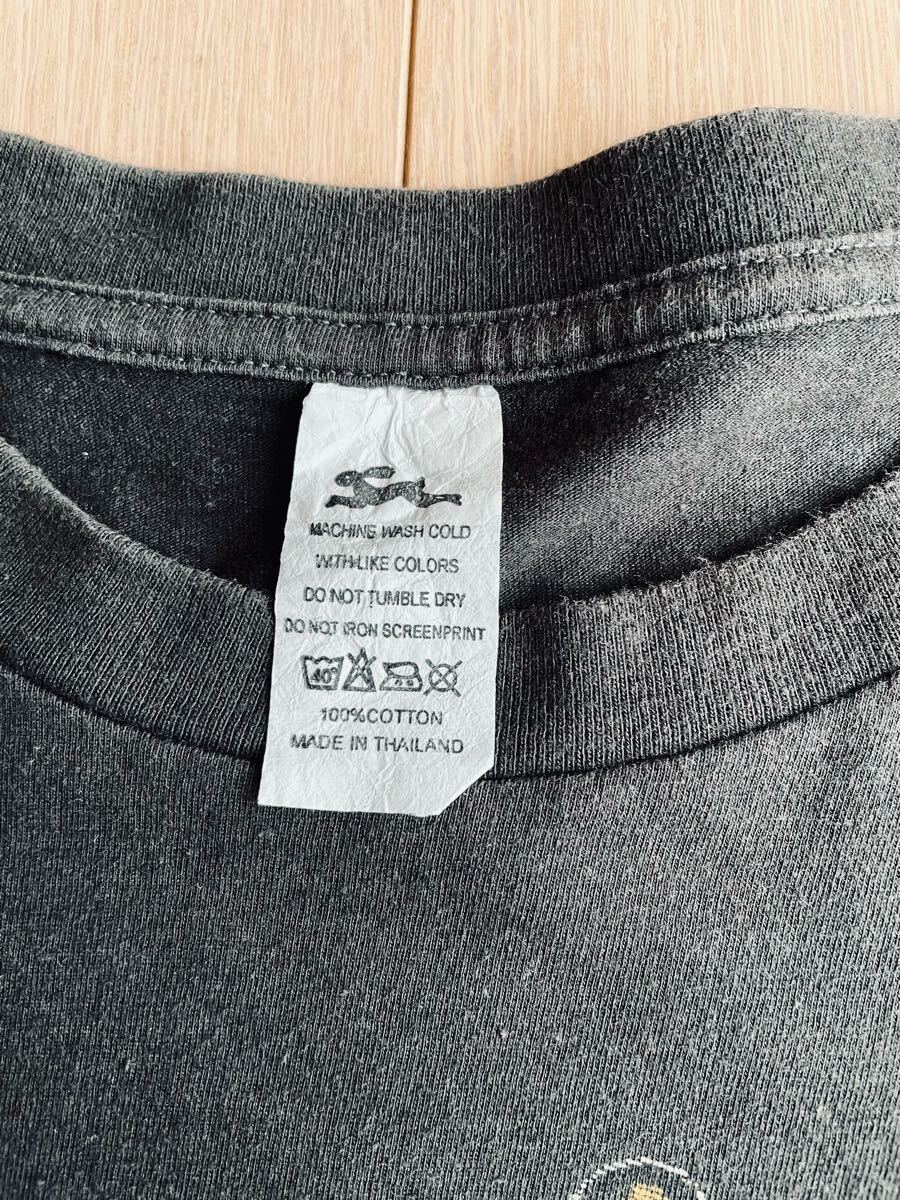 MACHINE WASH COLD
WITH LIKE COLORS
DO NOT TUMBLE DRY
DO NOT IRON SCREENPRINT
40°
100%COTTON
MADE IN THAILAND